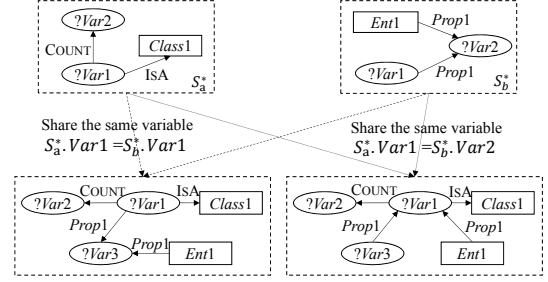 ?Var2
COUNT
Class1
?Var1
ISA
S*a
Ent1
Prop1
?Var2
?Var1
Prop1
S*b
Share the same variable
S*a.Var1 =S*b.Var1
Share the same variable
S*a.Var1=S*b.Var2
?Var2
COUNT
?Var1
ISA
Class1
Prop1
?Var3
Prop1
Ent1
?Var2
COUNT
?Var1
ISA
Class1
Prop1
Prop1
?Var3
Ent1